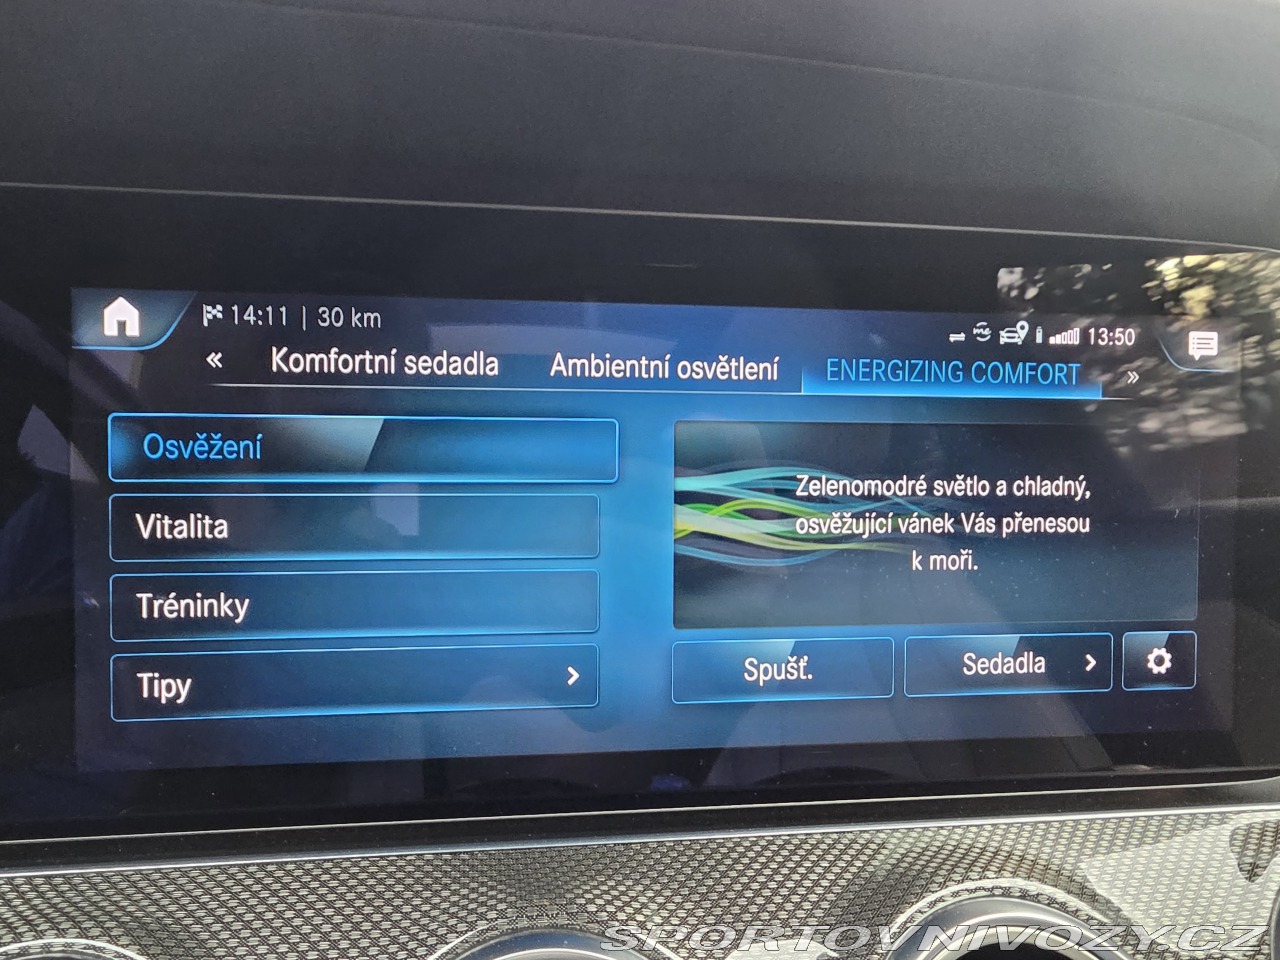 14:11 | 30 km
me 13:50
« Komfortní sedadla Ambientní osvětlení ENERGIZING COMFORT »
Osvěžení
Vitalita
Tréninky
Tipy
Zelenomodré světlo a chladný,
osvěžující vánek Vás přenesou
k moři.
Spušť.
Sedadla
SPORTOVNIVOZY.CZ